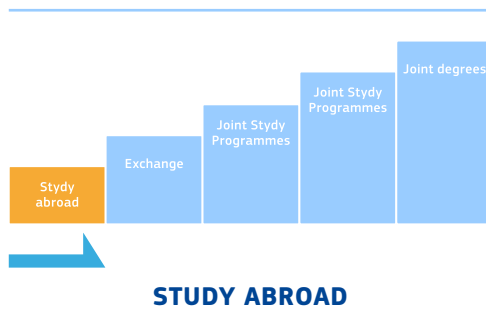 Joint degrees
Joint Stydy
Programmes
Joint Stydy
Programmes
Exchange
Stydy
abroad
STUDY ABROAD